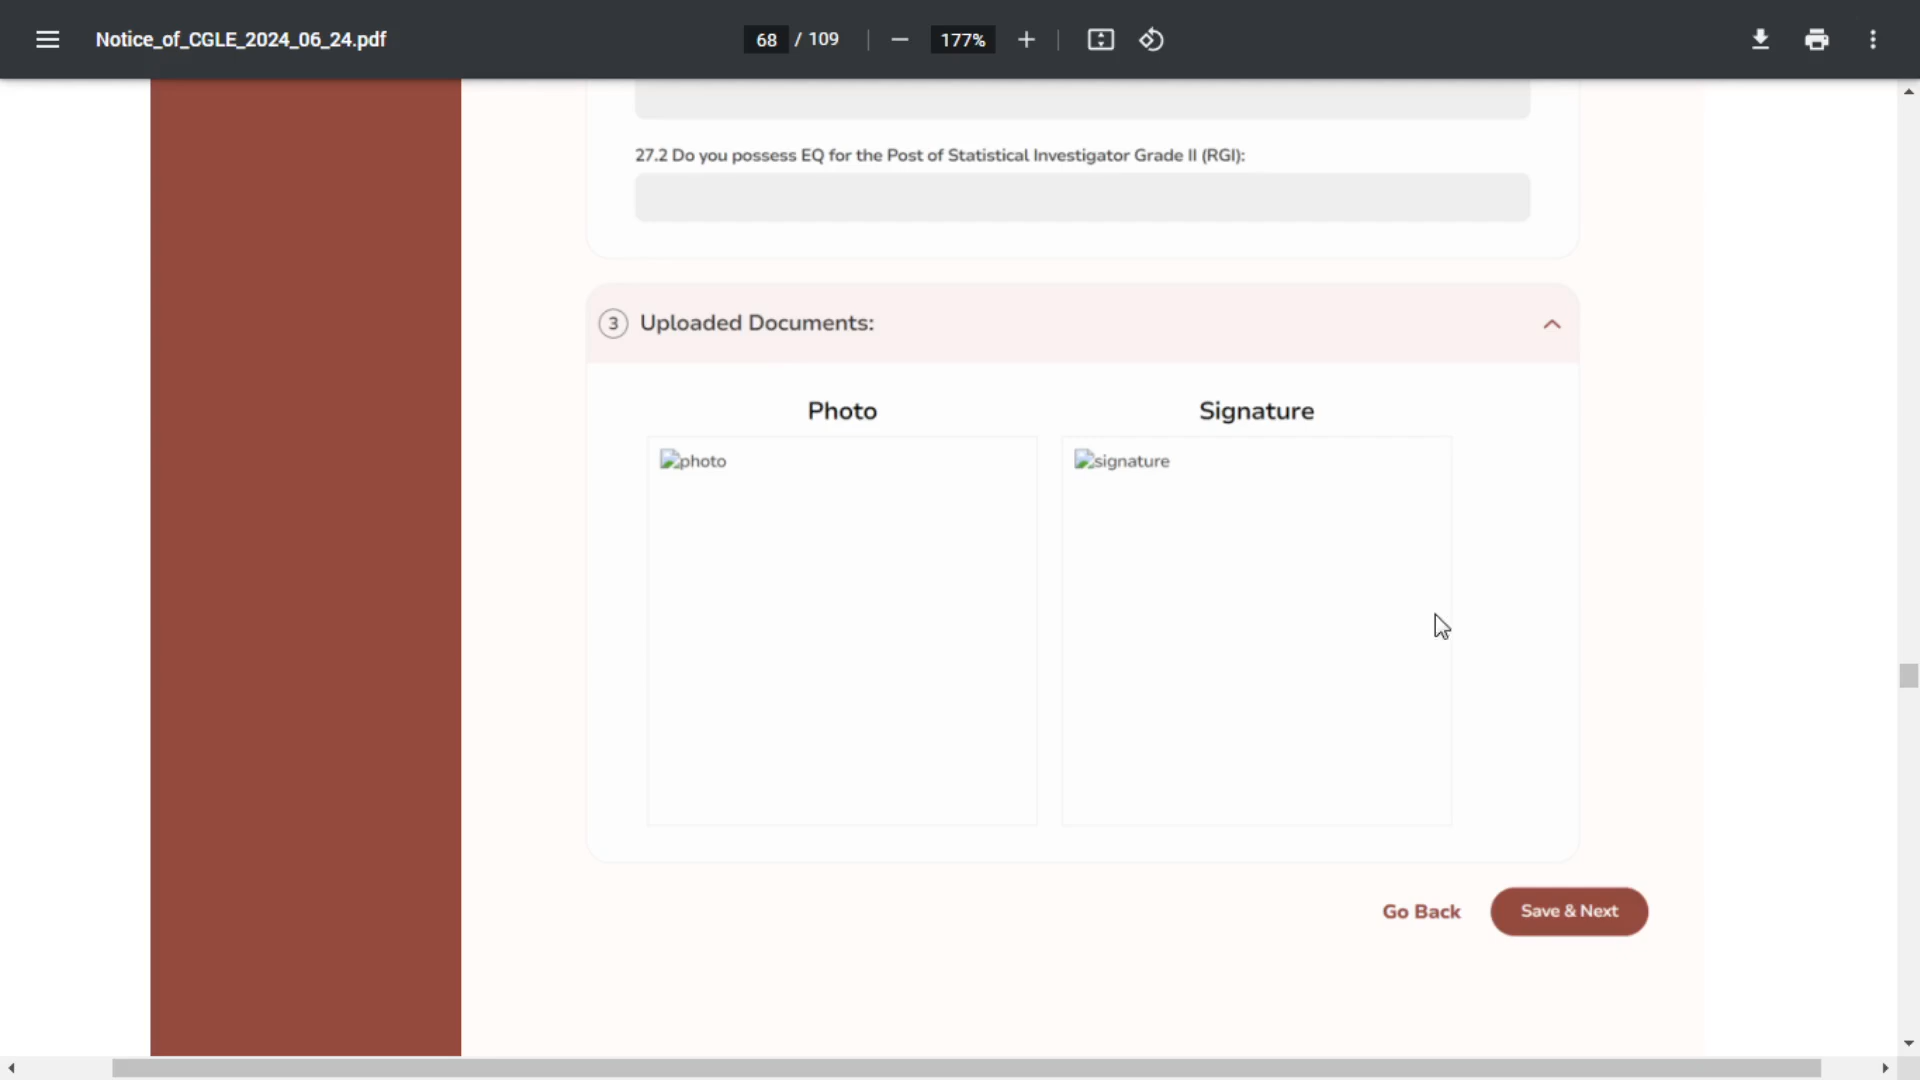 Notice_of_CGLE_2024_06_24.pdf
68 / 109
177%
27.2 Do you possess EQ for the Post of Statistical Investigator Grade II (RGI):
3 Uploaded Documents:
Photo Signature
photo signature
Go Back Save & Next